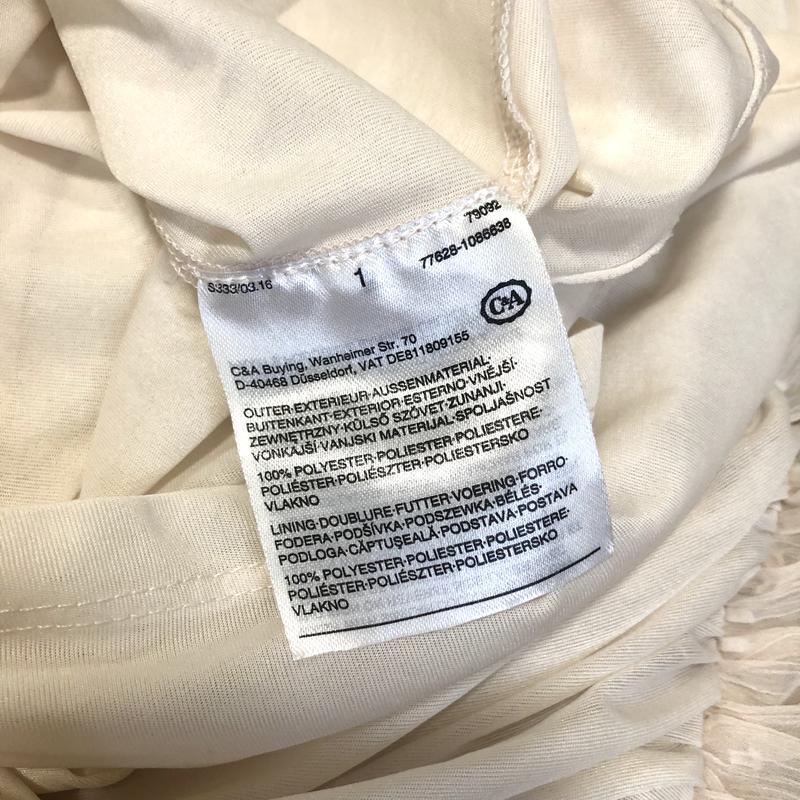 79092
S333/03.16 1 77628-1086638
C&A
C&A Buying, Wanheimer Str. 70
D-40468 Düsseldorf, VAT DE811809155
OUTER·EXTERIEUR·AUSSENMATERIAL·
BUITENKANT·EXTERIOR·ESTERNO·VNĚJŠÍ·
ZEWNĘTRZNY·KÜLSŐ SZÖVET·ZUNANJI·
VONKAJŠÍ·VANJSKI MATERIJAL·SPOLJAŠNOST
100% POLYESTER·POLIESTER·POLIESTERE·
POLIÉSTER·POLIÉSZTER·POLIESTERSKO
VLAKNO
LINING·DOUBLURE·FUTTER·VOERING·FORRO·
FODERA·PODŠÍVKA·PODSZEWKA·BÉLÉS·
PODLOGA·CĂPTUȘEALĂ·PODSTAVA·POSTAVA
100% POLYESTER·POLIESTER·POLIESTERE·
POLIÉSTER·POLIÉSZTER·POLIESTERSKO
VLAKNO